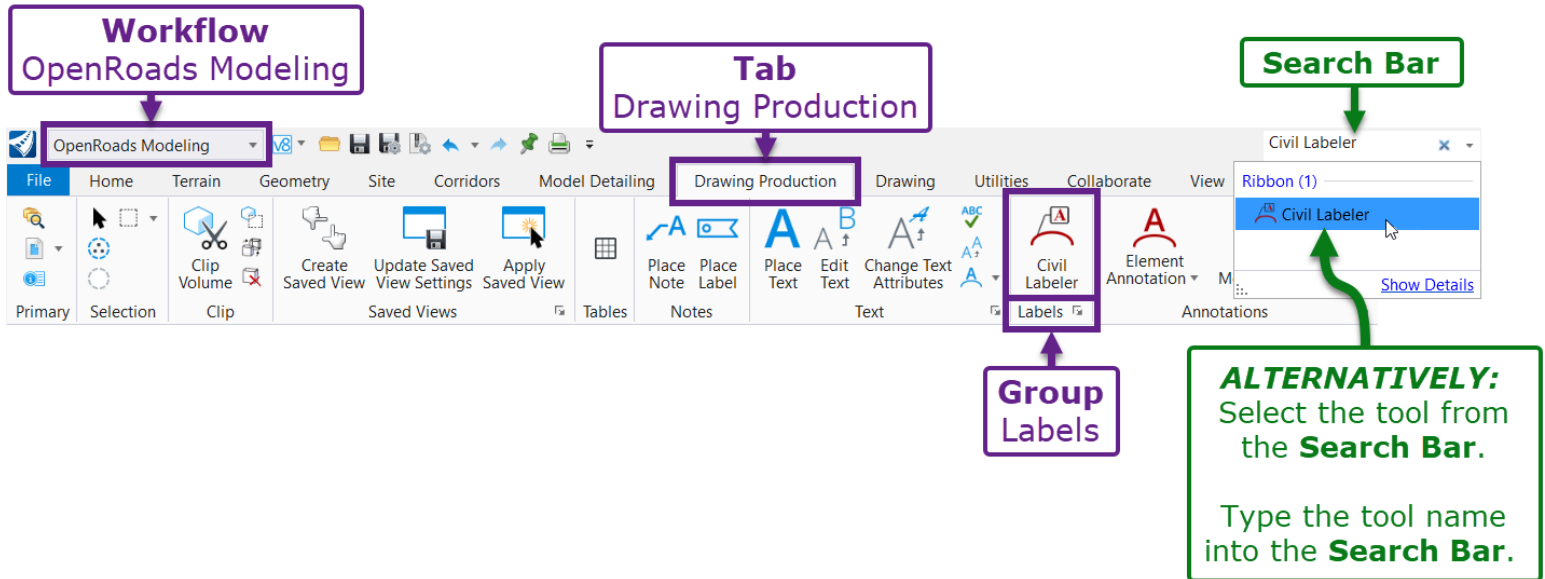 Workflow
OpenRoads Modeling
Tab
Drawing Production
Search Bar
OpenRoads Modeling
V8
Civil Labeler
File Home Terrain Geometry Site Corridors Model Detailing Drawing Production Drawing Utilities Collaborate View
Ribbon (1)
Civil Labeler
Show Details
Clip
Volume
Create
Saved View
Update Saved
View Settings
Apply
Saved View
Place
Note
Place
Label
A
Place
Text
A B
Edit
Text
Change Text
Attributes
ABC
Civil
Labeler
Element
Annotation
Primary Selection Clip Saved Views Tables Notes Text Labels Annotations
Group
Labels
ALTERNATIVELY:
Select the tool from
the Search Bar.
Type the tool name
into the Search Bar.